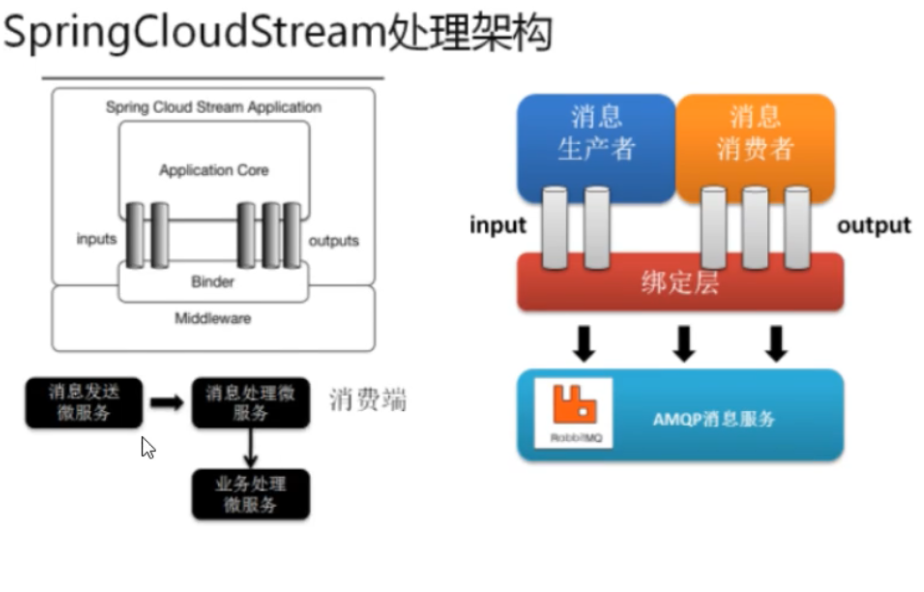 SpringCloudStream处理架构
Spring Cloud Stream Application
Application Core
inputs
outputs
Binder
Middleware
消息发送
微服务
消息处理微
服务
消费端
业务处理
微服务
消息
生产者
消息
消费者
input
output
绑定层
RabbitMQ
AMQP消息服务